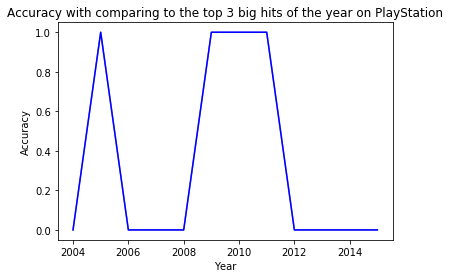 Accuracy with comparing to the top 3 big hits of the year on PlayStation
1.0
0.8
0.6
0.4
0.2
0.0
Accuracy
2004 2006 2008 2010 2012 2014
Year